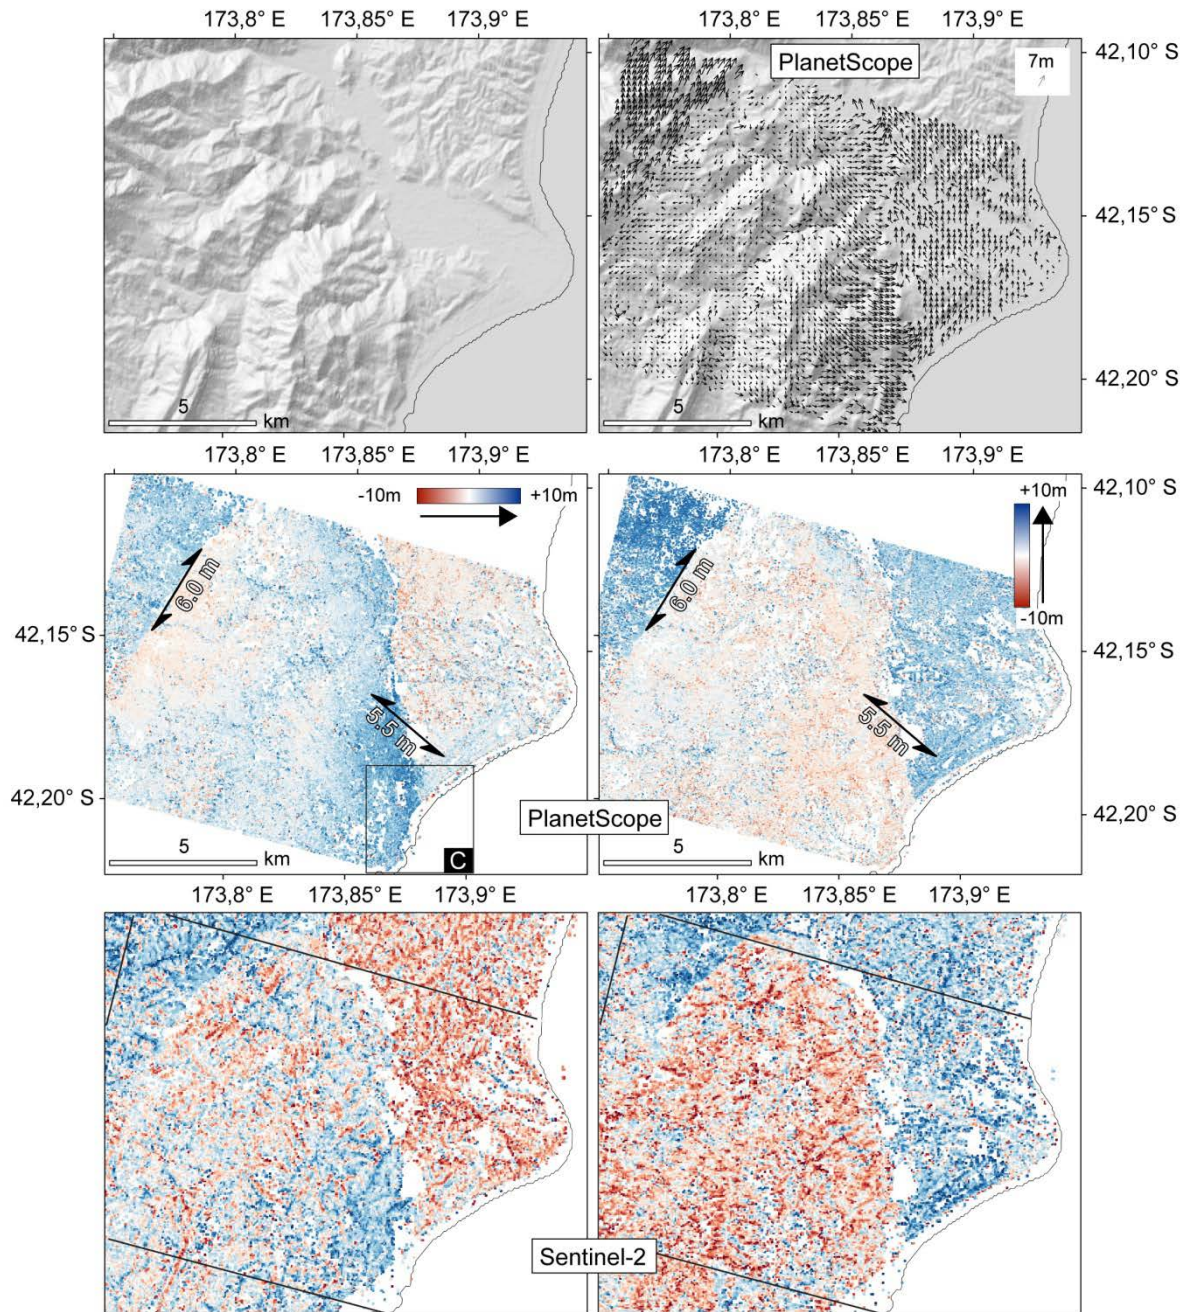 173,8° E 173,85° E 173,9° E 173,8° E 173,85° E 173,9° E
PlanetScope
7m
42,10° S
42,15° S
42,20° S
5
km
5
km
173,8° E 173,85° E 173,9° E 173,8° E 173,85° E 173,9° E
-10m +10m
+10m
-10m
42,10° S
6.0 m
6.0 m
42,15° S
42,15° S
5.5 m
5.5 m
42,20° S
42,20° S
PlanetScope
5
km
C
5
km
173,8° E 173,85° E 173,9° E 173,8° E 173,85° E 173,9° E
Sentinel-2